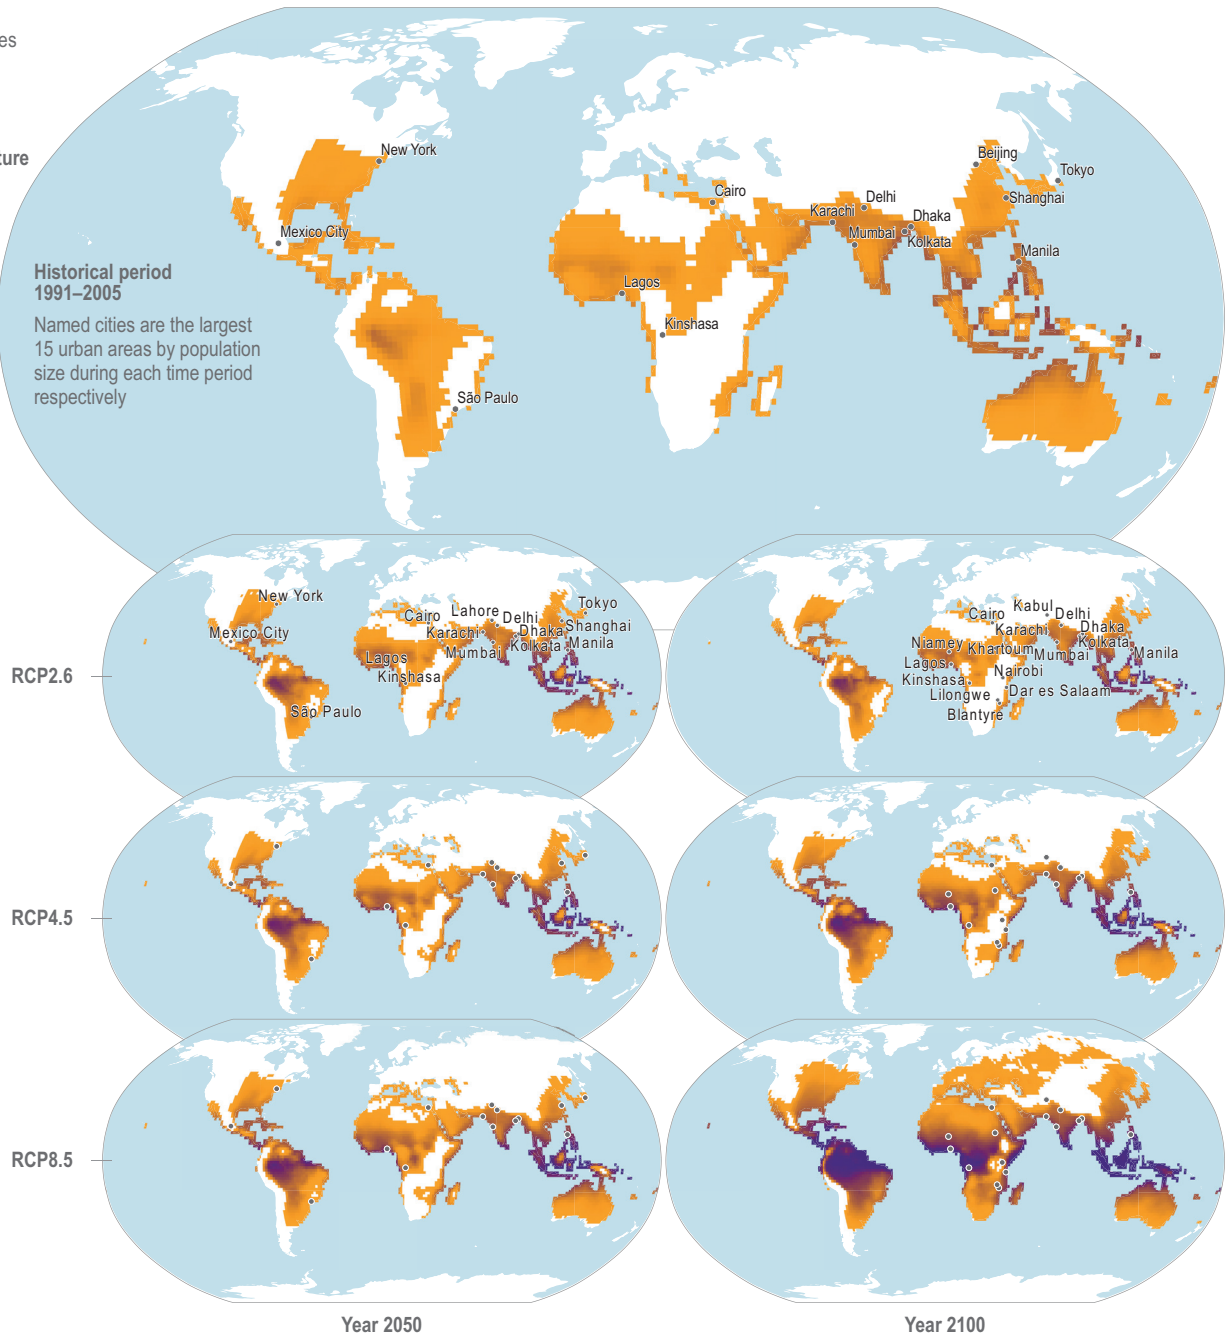 es
ture
New York
Beijing
Tokyo
Cairo
Delhi
Shanghai
Karachi
Dhaka
Mexico City
Mumbai
Kolkata
Manila
Historical period
1991–2005
Lagos
Named cities are the largest
15 urban areas by population
size during each time period
respectively
Kinshasa
São Paulo
New York
Mexico City
Cairo
Lahore
Delhi
Tokyo
Karachi
Dhaka
Shanghai
Mumbai
Kolkata
Manila
Lagos
Kinshasa
São Paulo
RCP2.6
Cairo
Kabul
Delhi
Karachi
Dhaka
Niamey
Khartoum
Mumbai
Kolkata
Manila
Lagos
Nairobi
Kinshasa
Lilongwe
Dar es Salaam
Blantyre
RCP4.5
RCP8.5
Year 2050
Year 2100